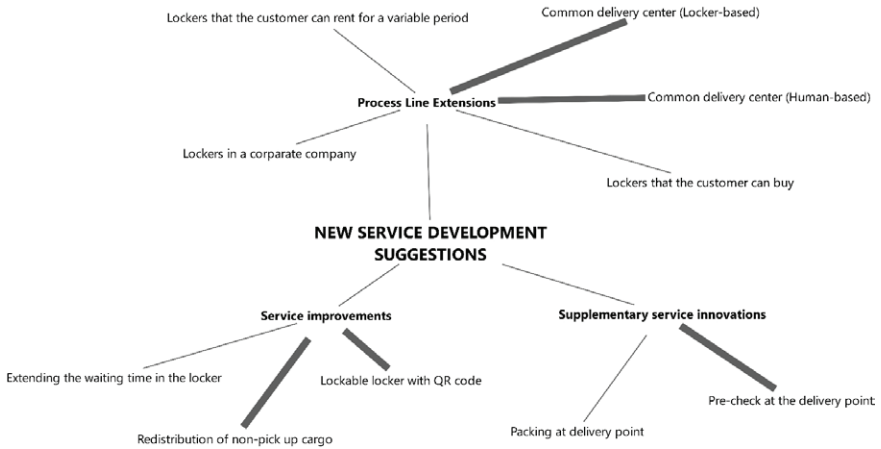 Lockers that the customer can rent for a variable period
Common delivery center (Locker-based)
Process Line Extensions
Common delivery center (Human-based)
Lockers in a corparate company
Lockers that the customer can buy
NEW SERVICE DEVELOPMENT
SUGGESTIONS
Service improvements
Supplementary service innovations
Extending the waiting time in the locker
Lockable locker with QR code
Pre-check at the delivery point
Redistribution of non-pick up cargo
Packing at delivery point